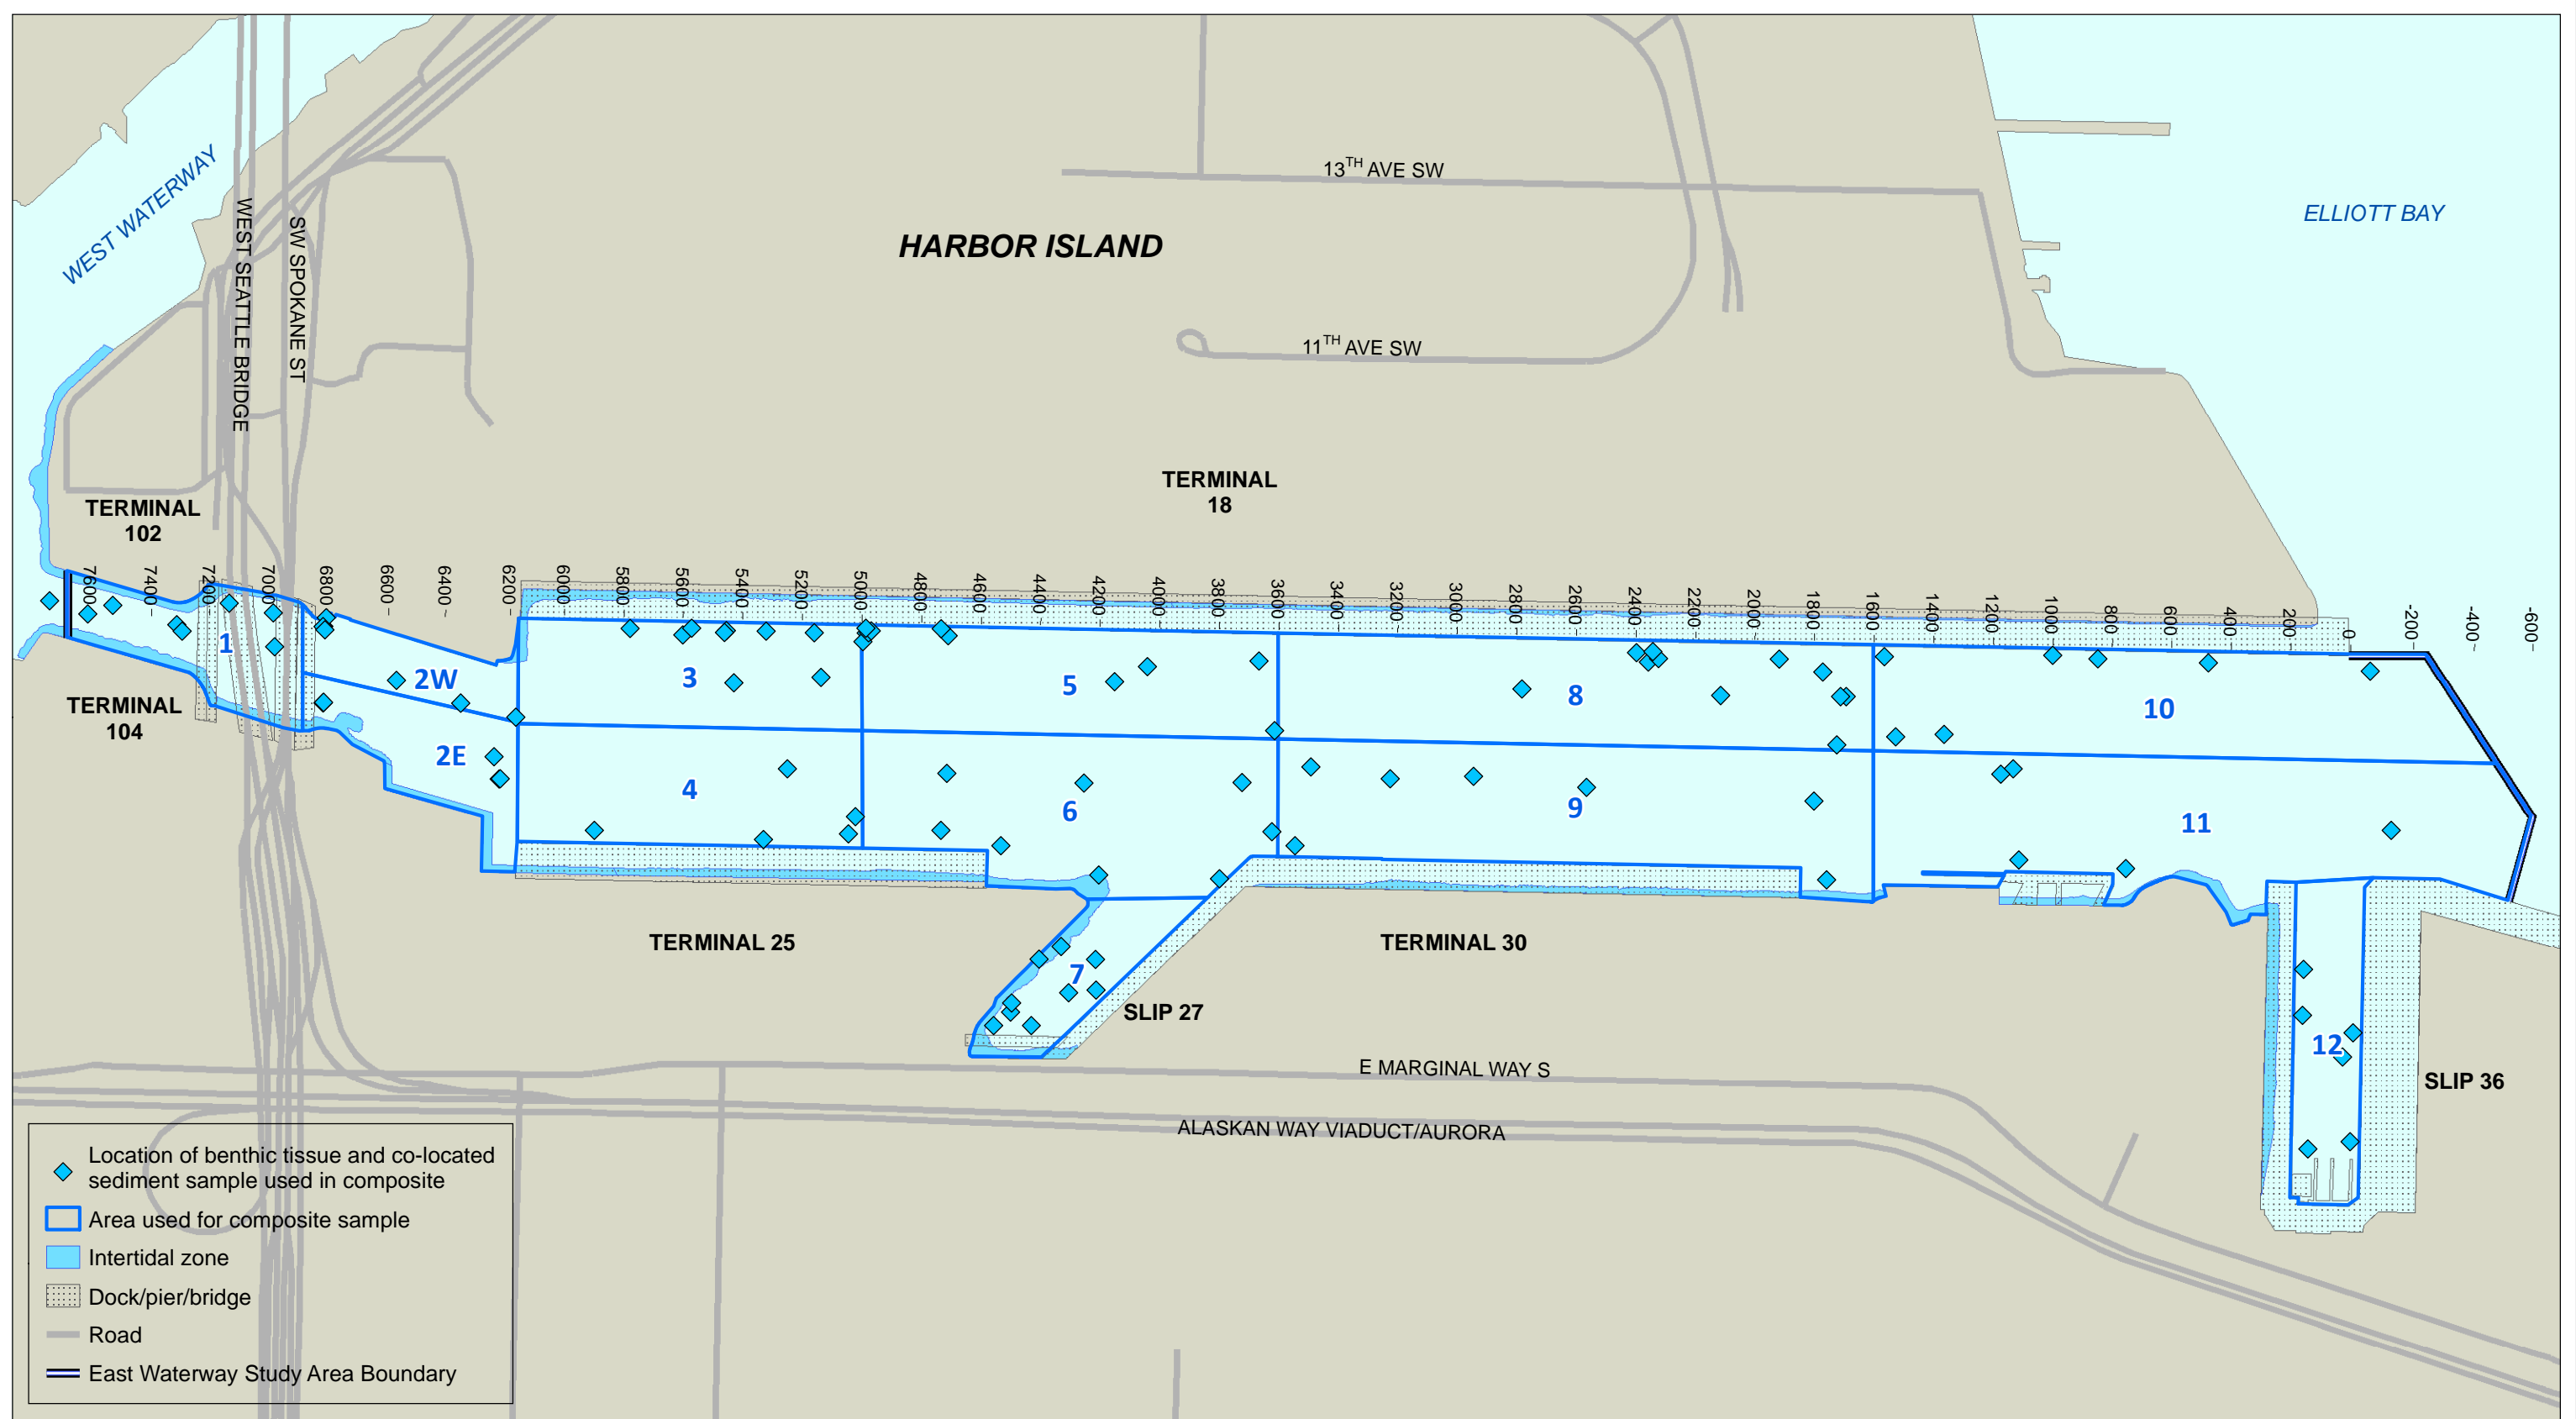 13TH AVE SW
WEST WATERWAY
ELLIOTT BAY
HARBOR ISLAND
WEST SEATTLE BRIDGE
SW SPOKANE ST
11TH AVE SW
TERMINAL
18
TERMINAL
102
7600
7400
7200
7000
6800
6600
6400
6200
6000
5800
5600
5400
5200
5000
4800
4600
4400
4200
4000
3800
3600
3400
3200
3000
2800
2600
2400
2200
2000
1800
1600
1400
1200
1000
800
600
400
200
0
-200
-400
-600
1
2W
3
5
8
10
TERMINAL
104
2E
4
6
9
11
TERMINAL 25
TERMINAL 30
7
SLIP 27
12
SLIP 36
E MARGINAL WAY S
ALASKAN WAY VIADUCT/AURORA
Location of benthic tissue and co-located
sediment sample used in composite
Area used for composite sample
Intertidal zone
Dock/pier/bridge
Road
East Waterway Study Area Boundary